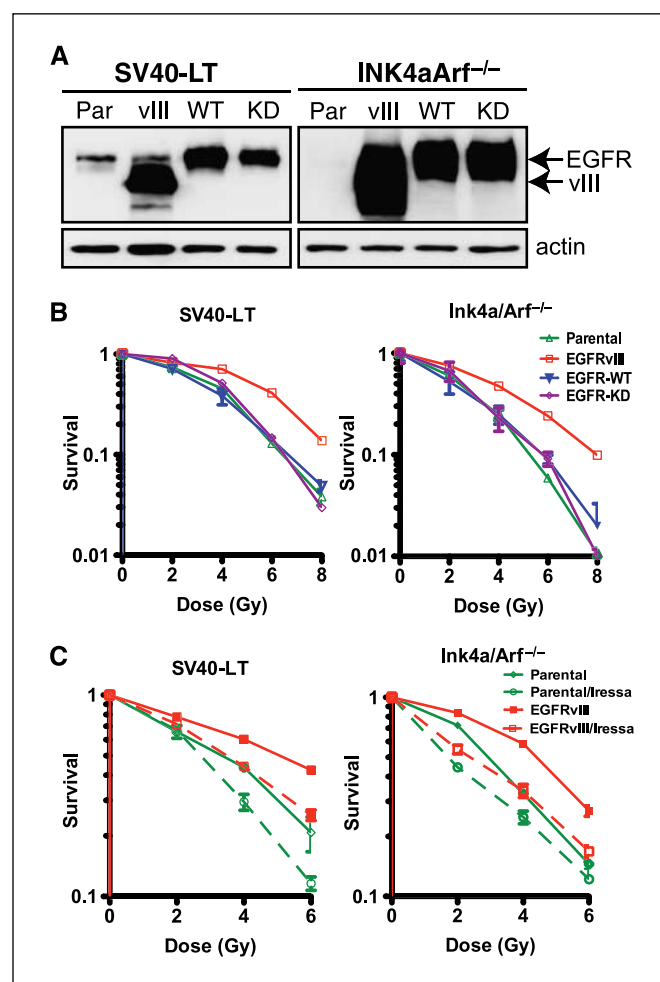 A
SV40-LT
INK4aArf–/–
Par vIII WT KD
Par vIII WT KD
EGFR
vIII
actin
B
SV40-LT
Ink4a/Arf–/–
Parental
EGFRvIII
EGFR-WT
EGFR-KD
Survival
1
0.1
0.01
0 2 4 6 8
Dose (Gy)
Survival
1
0.1
0.01
0 2 4 6 8
Dose (Gy)
C
SV40-LT
Ink4a/Arf–/–
Parental
Parental/Iressa
EGFRvIII
EGFRvIII/Iressa
Survival
1
0.1
0 2 4 6
Dose (Gy)
Survival
1
0.1
0 2 4 6
Dose (Gy)